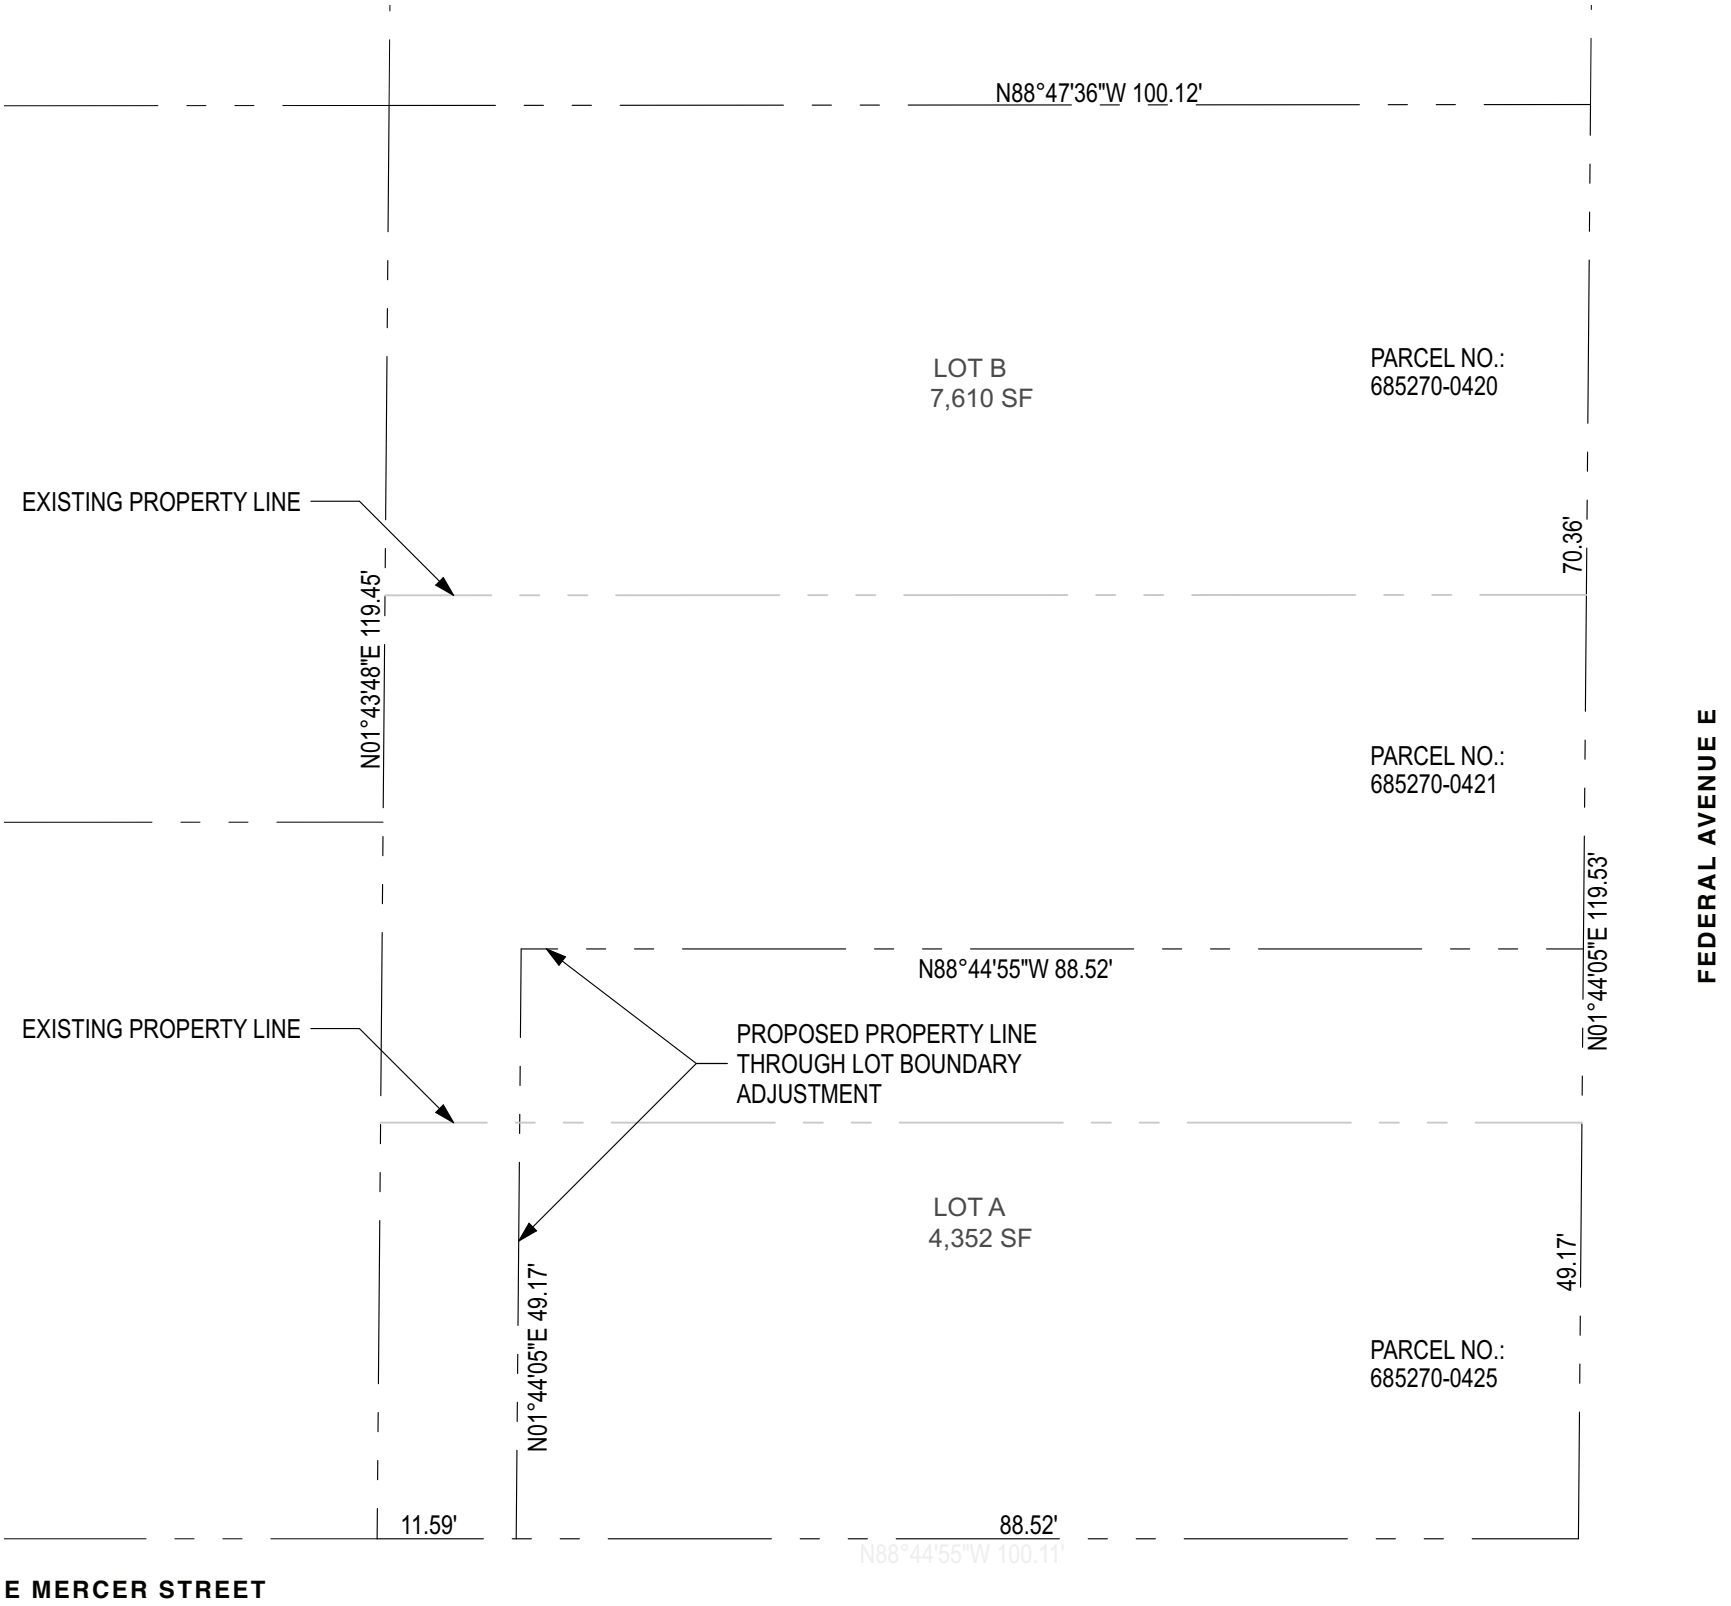 N88°47'36"W 100.12'
LOT B
7,610 SF
PARCEL NO.:
685270-0420
EXISTING PROPERTY LINE
70.36'
N01°43'48"E 119.45'
PARCEL NO.:
685270-0421
FEDERAL AVENUE E
N01°44'05"E 119.53'
N88°44'55"W 88.52'
EXISTING PROPERTY LINE
PROPOSED PROPERTY LINE
THROUGH LOT BOUNDARY
ADJUSTMENT
LOT A
4,352 SF
49.17'
N01°44'05"E 49.17'
PARCEL NO.:
685270-0425
11.59'
88.52'
N88°44'55"W 100.11'
E MERCER STREET